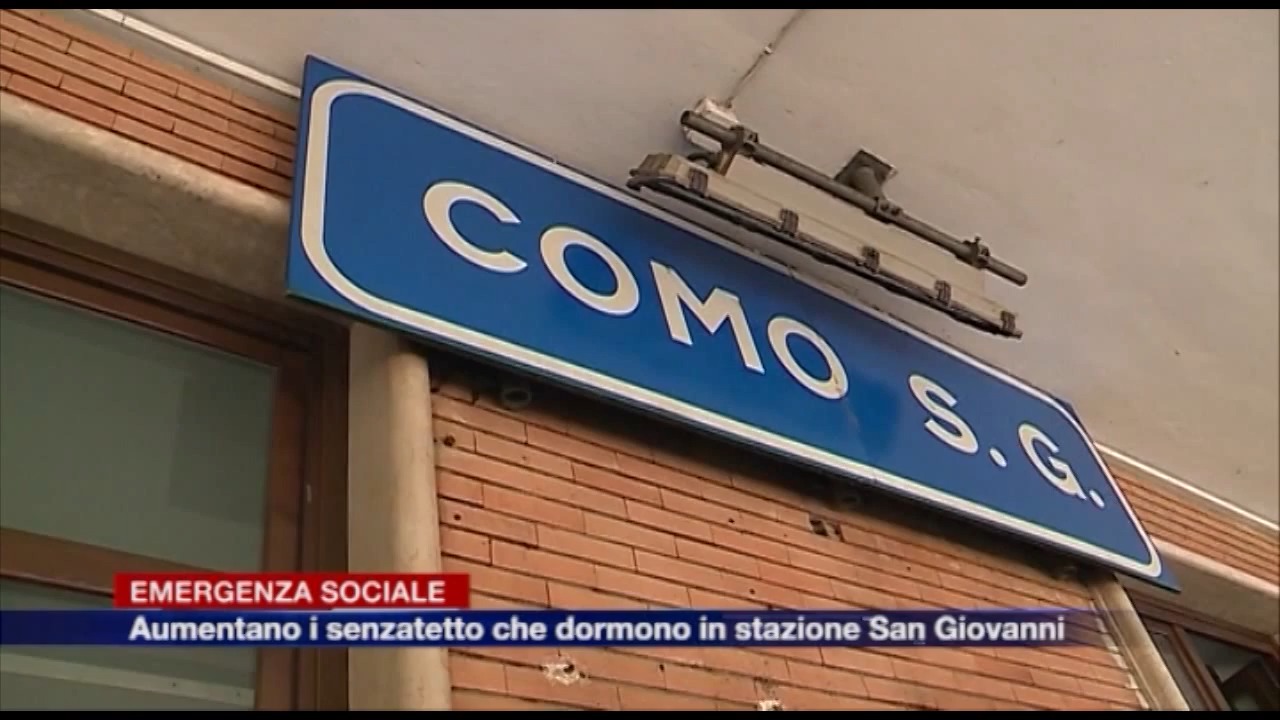 COMO S.G.
EMERGENZA SOCIALE
Aumentano i senzatetto che dormono in stazione San Giovanni